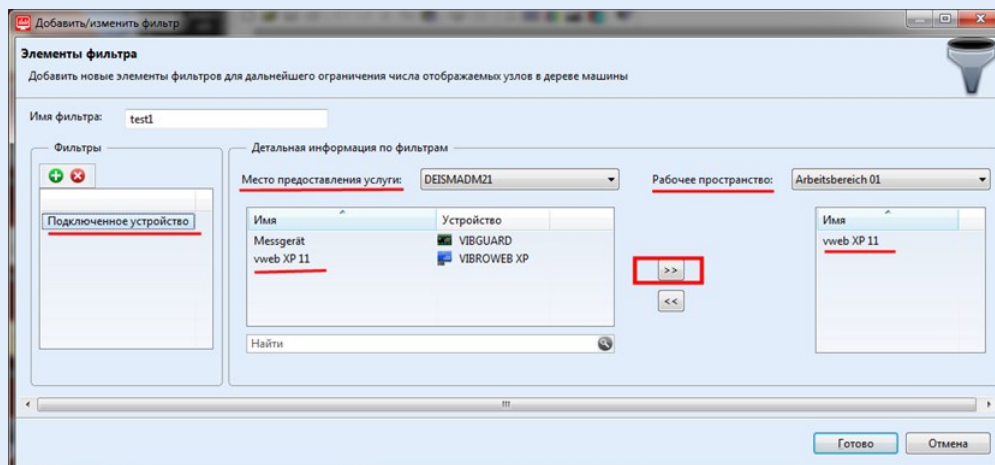 Добавить/изменить фильтр
Элементы фильтра
Добавить новые элементы фильтров для дальнейшего ограничения числа отображаемых узлов в дереве машины
Имя фильтра: test1
Фильтры
Детальная информация по фильтрам
Место предоставления услуги: DEISMADM21 Рабочее пространство: Arbeitsbereich 01
Подключенное устройство
Имя Устройство Имя
Messgerät VIBGUARD vweb XP 11
vweb XP 11 VIBROWEB XP
>>
<<
Найти
Готово Отмена